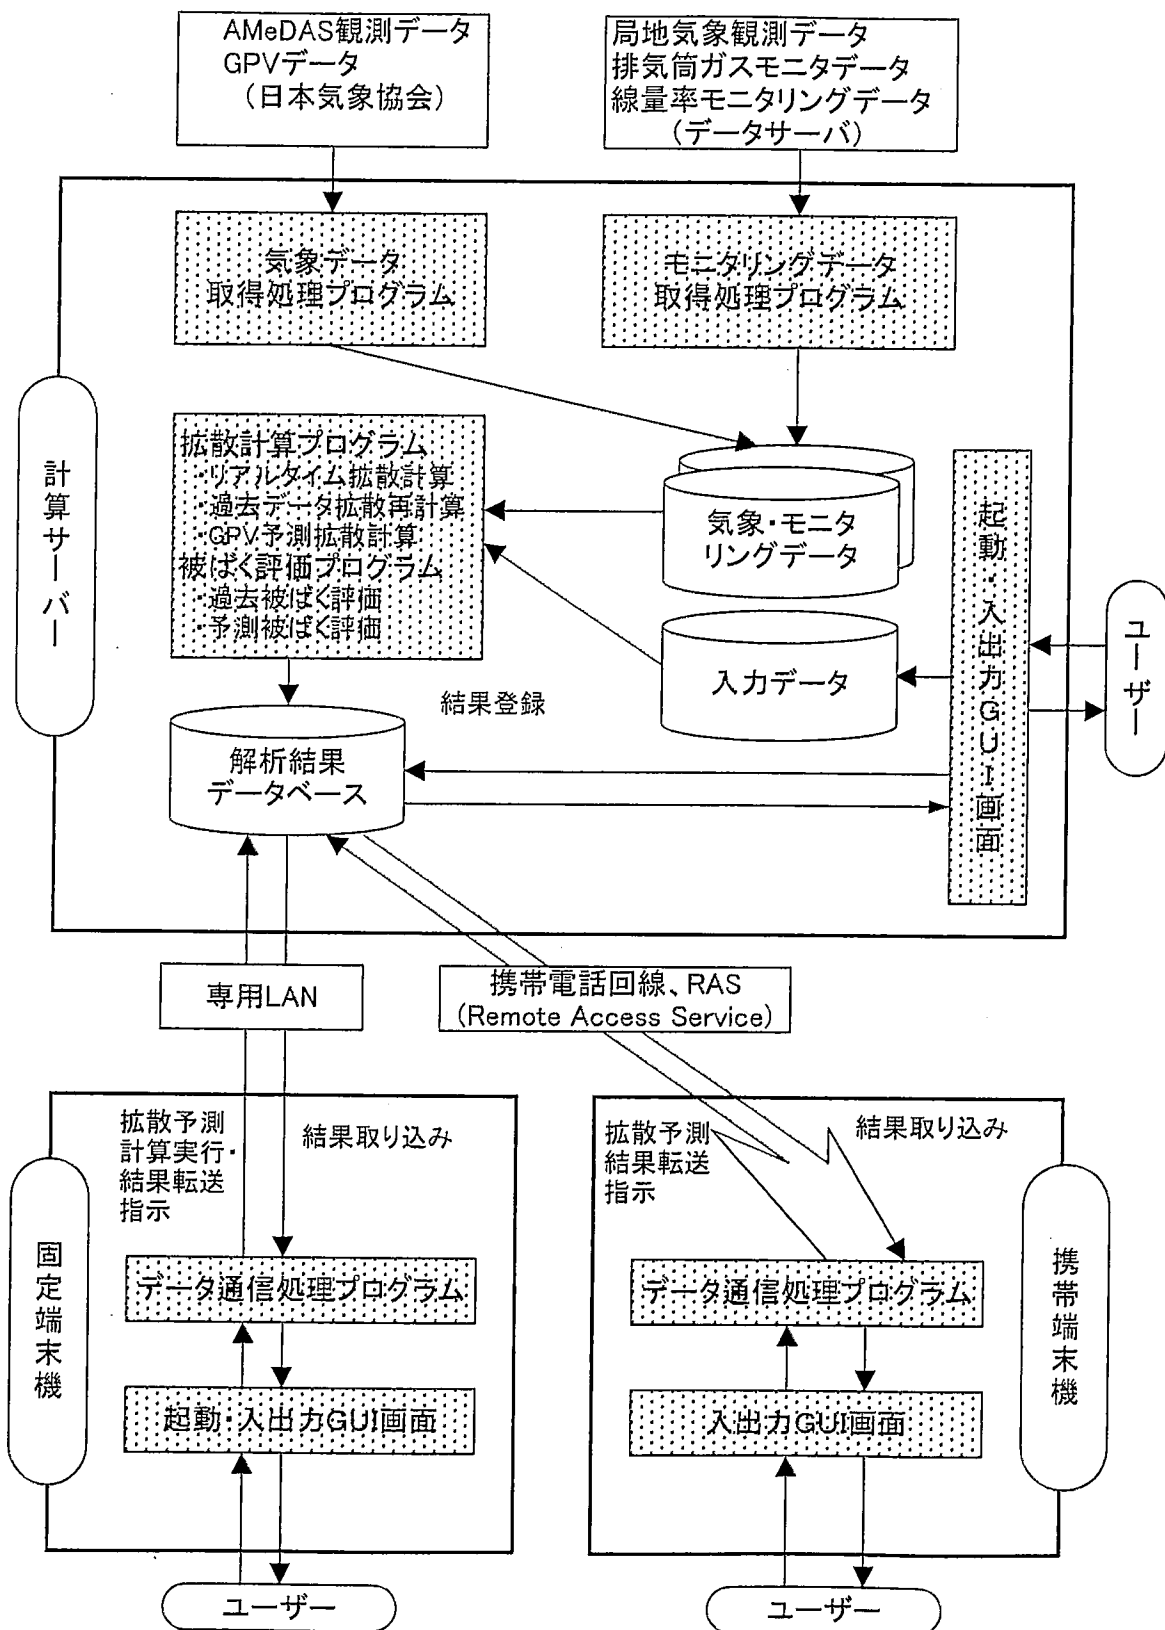 AMeDAS観測データ
GPVデータ
（日本気象協会）
局地気象観測データ
排気筒ガスモニタデータ
線量率モニタリングデータ
(データサーバ)
気象データ
取得処理プログラム
モニタリングデータ
取得処理プログラム
計算サーバー
拡散計算プログラム
・リアルタイム拡散計算
・過去データ拡散再計算
・GPV予測拡散計算
被ばく評価プログラム
・過去被ばく評価
・予測被ばく評価
気象・モニタ
リングデータ
入力データ
起動・入出力GUI画面
ユーザー
結果登録
解析結果
データベース
専用LAN
携帯電話回線、RAS
(Remote Access Service)
拡散予測
計算実行・
結果転送
指示
結果取り込み
拡散予測
結果転送
指示
結果取り込み
固定端末機
データ通信処理プログラム
起動・入出力GUI画面
データ通信処理プログラム
入出力GUI画面
携帯端末機
ユーザー
ユーザー